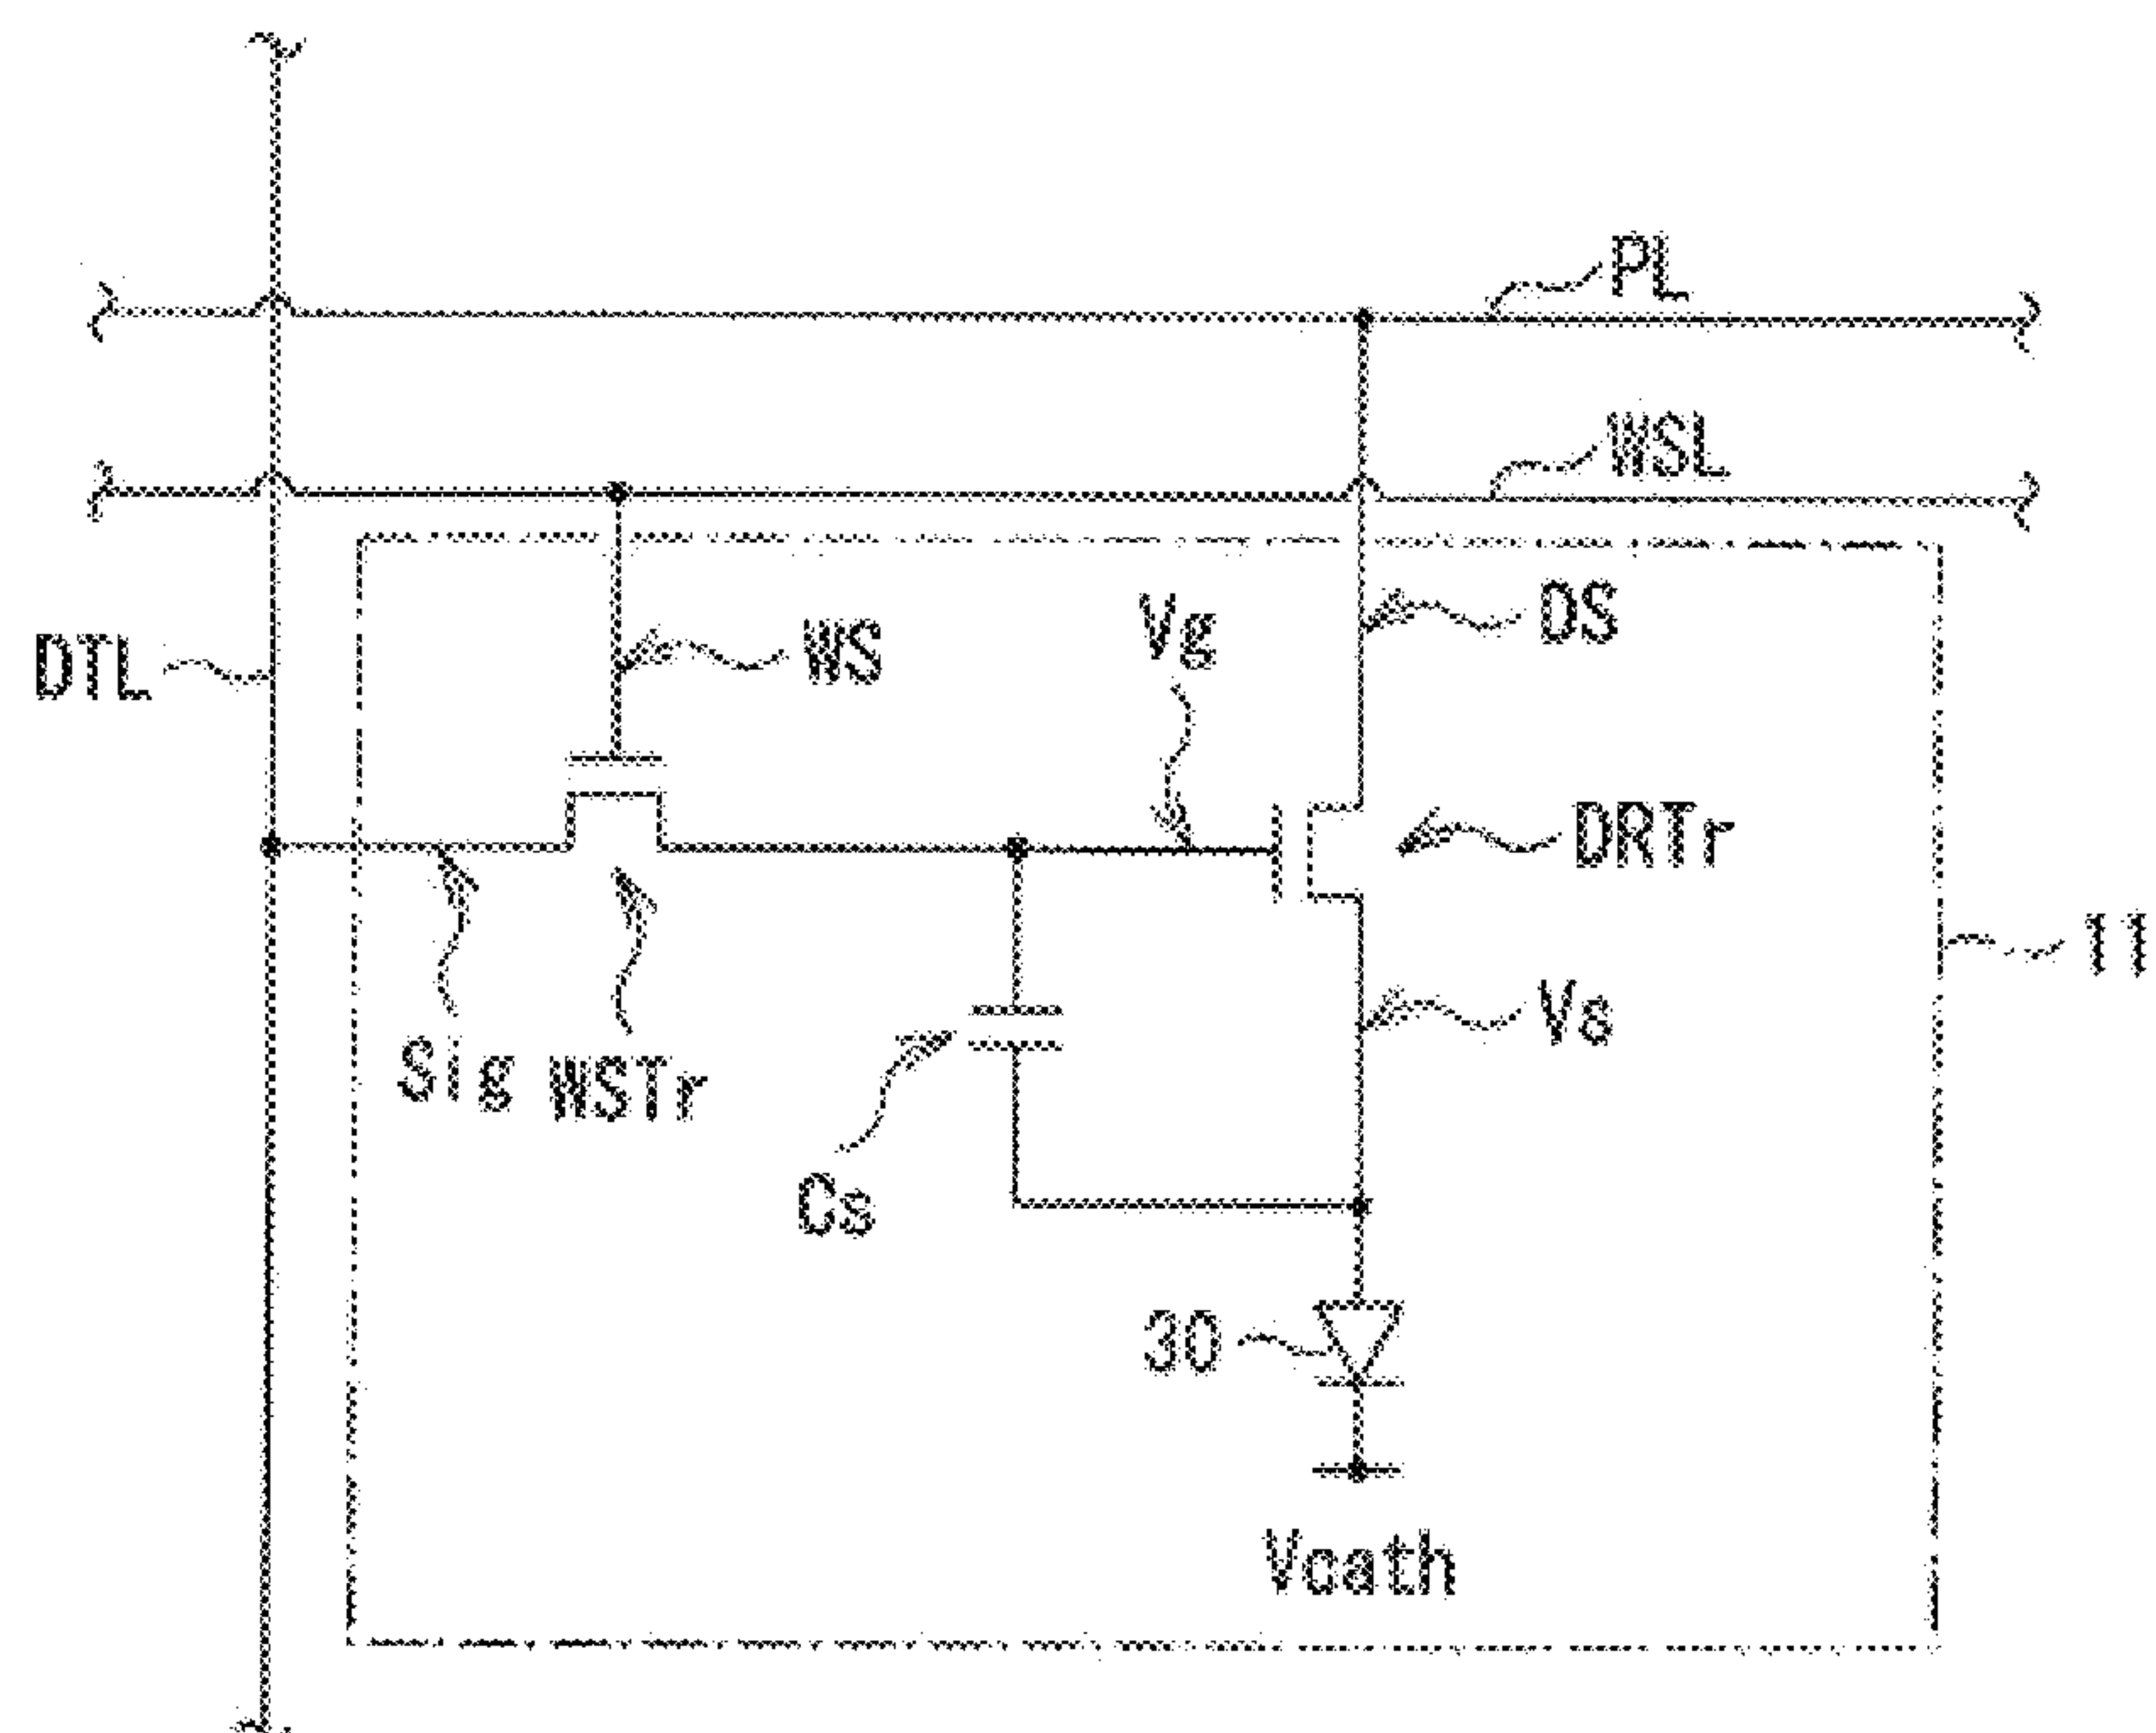 PL
WSL
DS
Vg
WS
DTL
DRTr
11
Vs
Sig
WSTr
Cs
30
Vcath